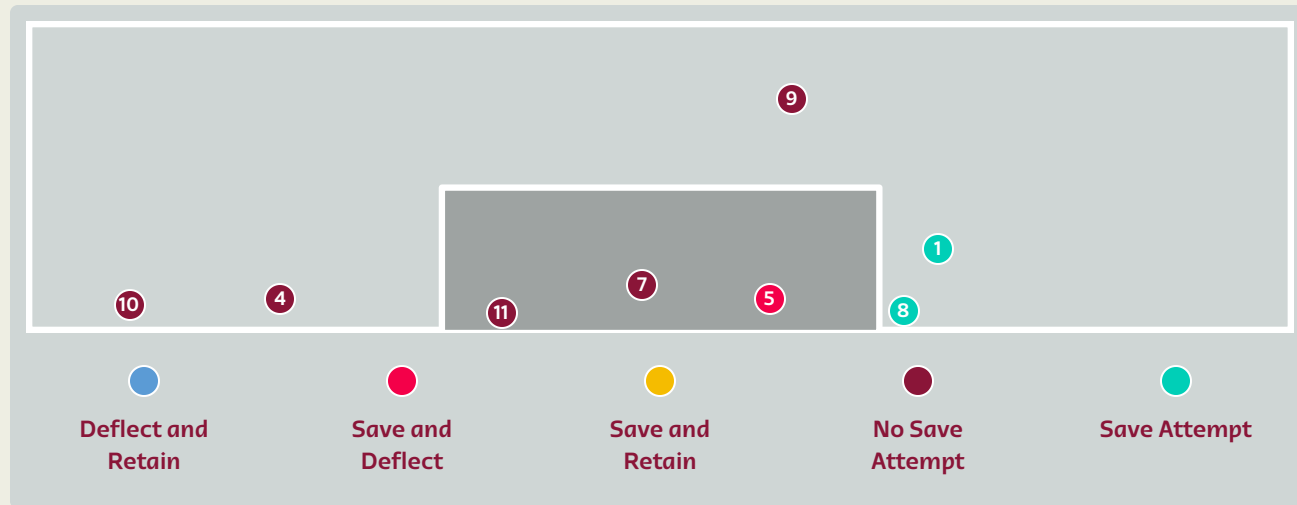 9
1
7
4
5
10
8
11
Deflect and
Retain
Save and
Deflect
Save and
Retain
No Save
Attempt
Save Attempt